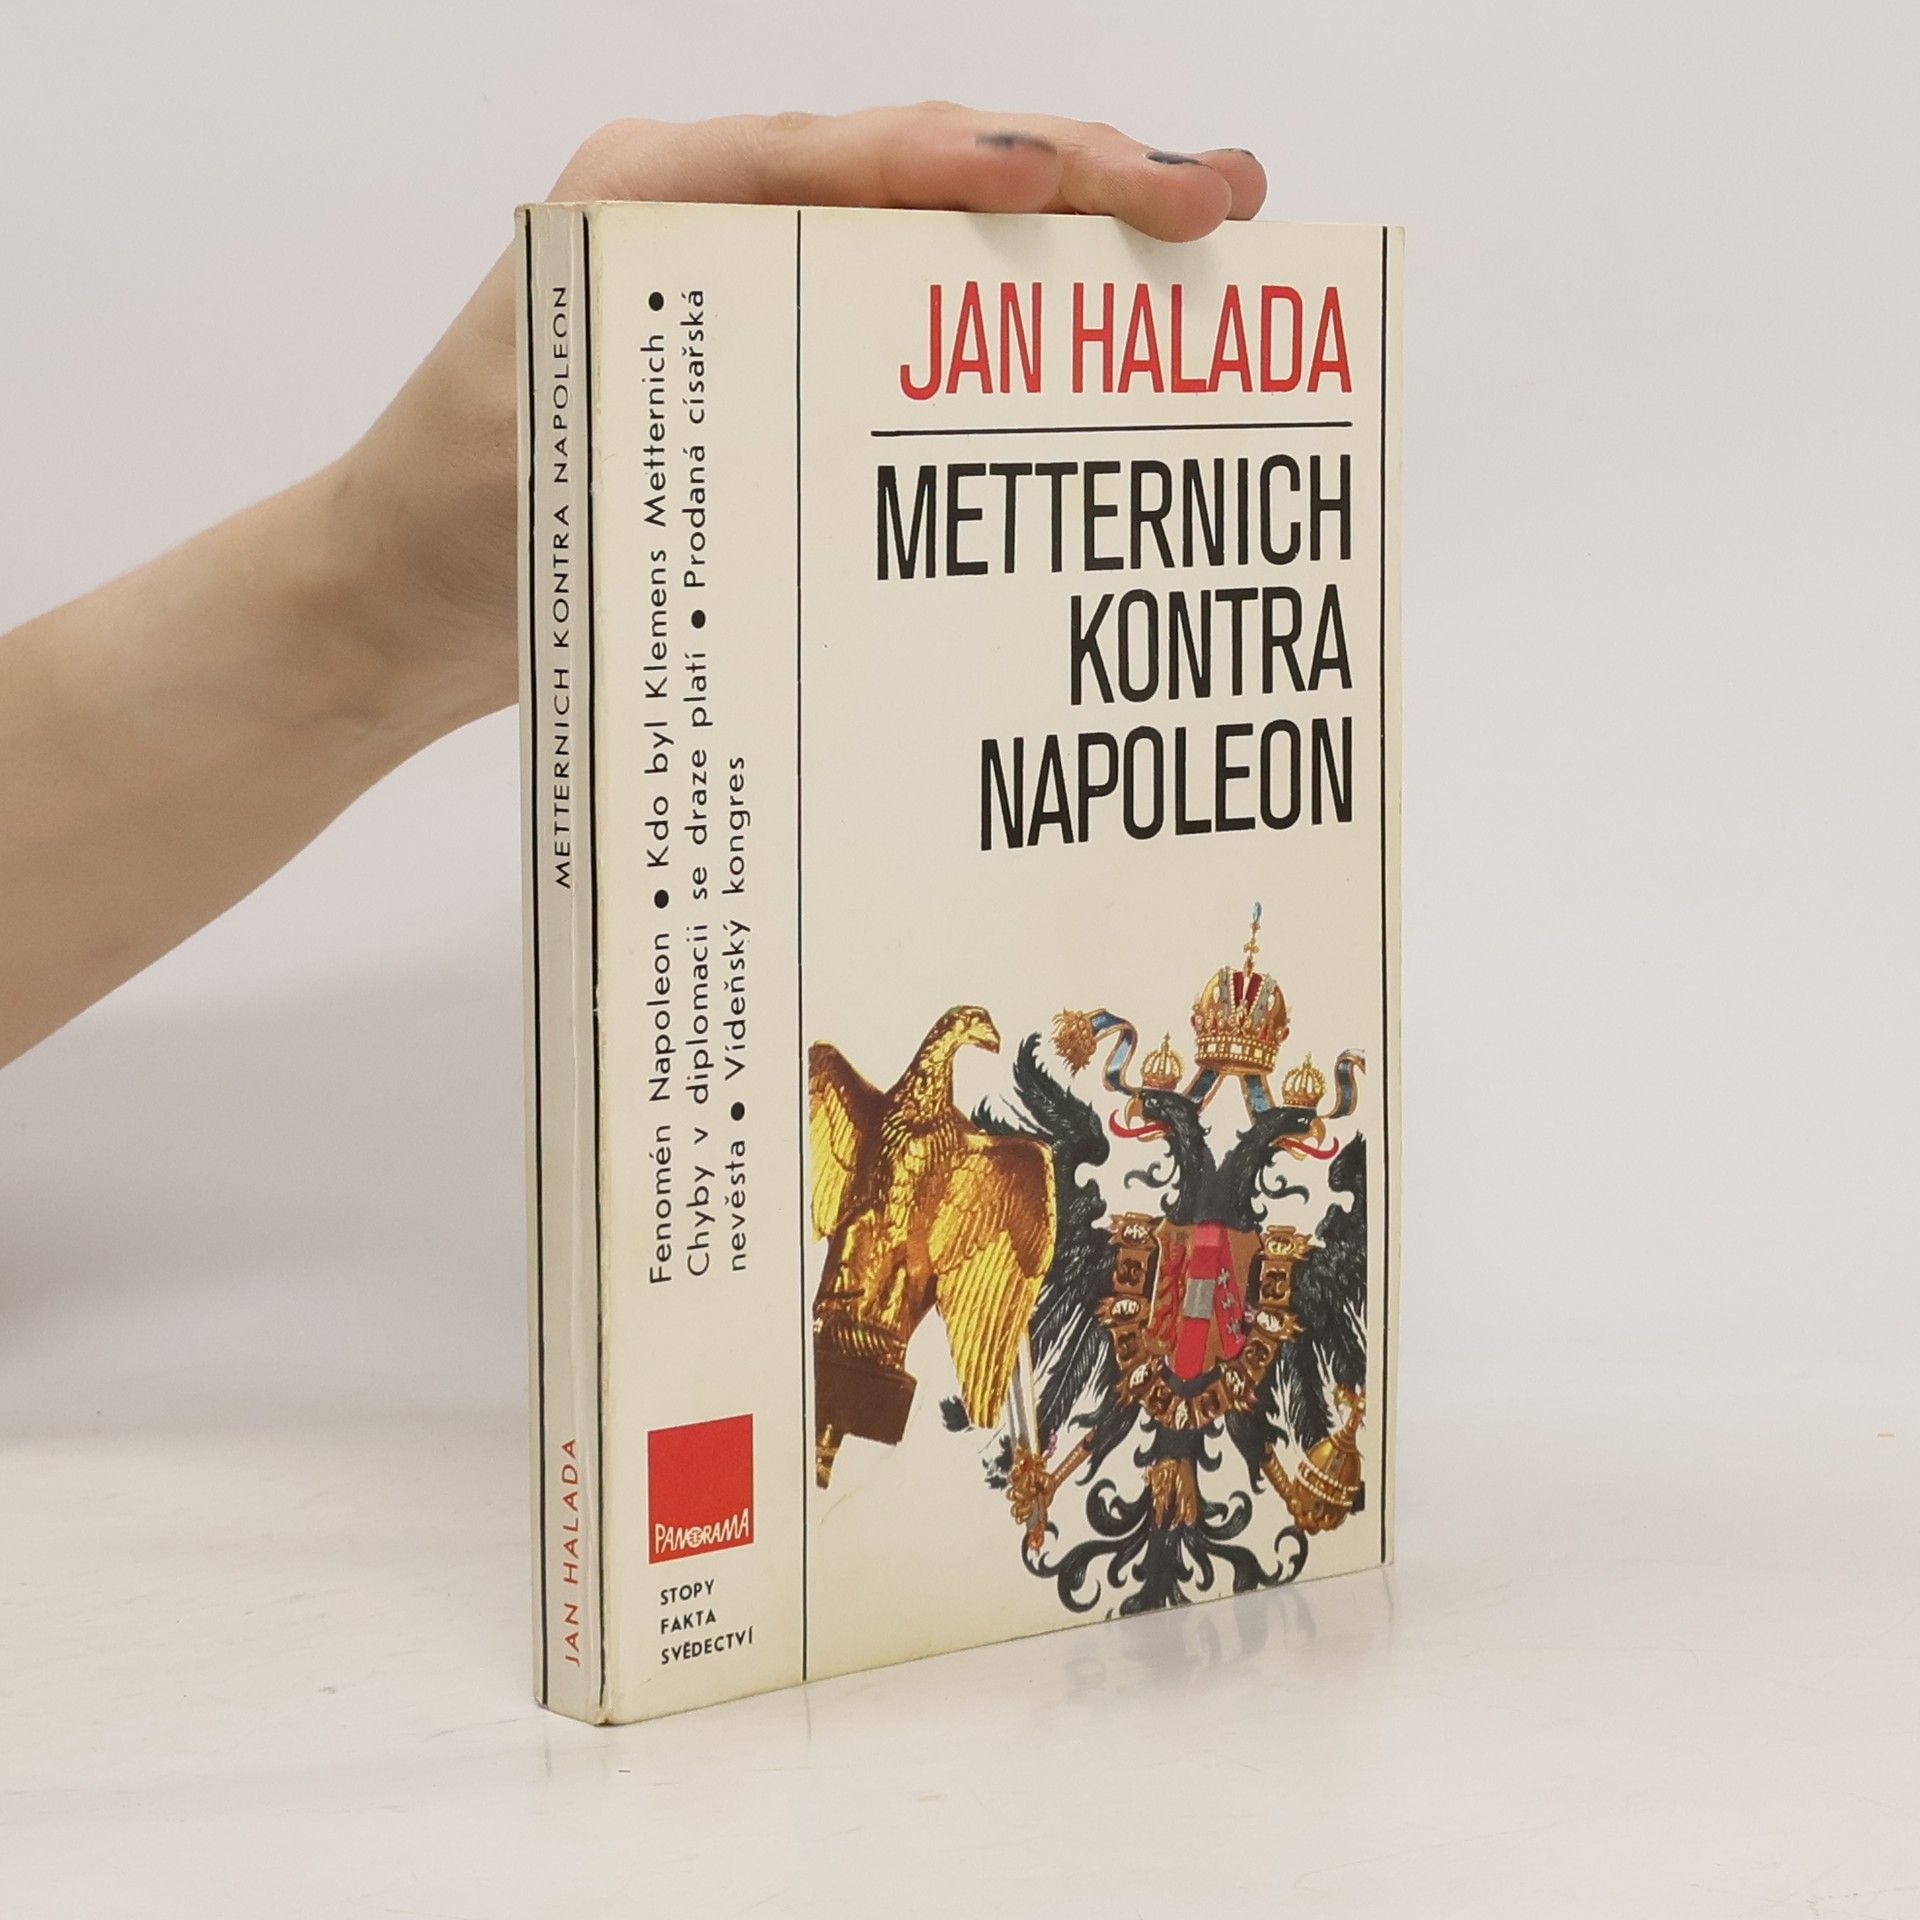 METTERNICH KONTRA NAPOLEON
JAN HALADA
Fenomén Napoleon ● Kdo byl Klemens Metternich ●
Chyby v diplomacii se draze platí ● Prodaná císařská
nevěsta ● Vídeňský kongres
PANORAMA
STOPY
FAKTA
SVĚDECTVÍ
JAN HALADA
METTERNICH
KONTRA
NAPOLEON